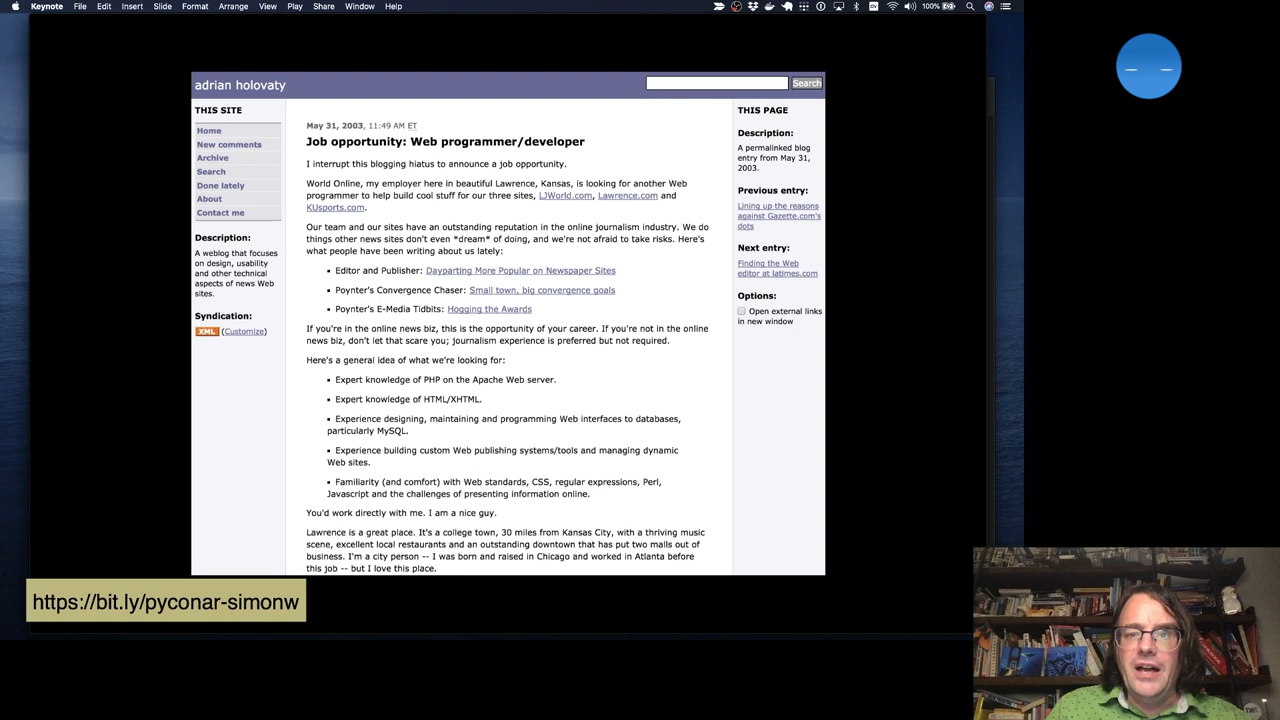 Keynote File Edit Insert Slide Format Arrange View Play Share Window Help
100%
adrian holovaty
Search
THIS SITE
Home
New comments
Archive
Search
Done lately
About
Contact me
Description:
A weblog that focuses
on design, usability
and other technical
aspects of news Web
sites.
Syndication:
XML (Customize)
May 31, 2003, 11:49 AM ET
Job opportunity: Web programmer/developer
I interrupt this blogging hiatus to announce a job opportunity.
World Online, my employer here in beautiful Lawrence, Kansas, is looking for another Web
programmer to help build cool stuff for our three sites, LJWorld.com, Lawrence.com and
KUsports.com.
Our team and our sites have an outstanding reputation in the online journalism industry. We do
things other news sites don't even *dream* of doing, and we're not afraid to take risks. Here's
what people have been writing about us lately:
▪ Editor and Publisher: Dayparting More Popular on Newspaper Sites
▪ Poynter's Convergence Chaser: Small town, big convergence goals
▪ Poynter's E-Media Tidbits: Hogging the Awards
If you're in the online news biz, this is the opportunity of your career. If you're not in the online
news biz, don't let that scare you; journalism experience is preferred but not required.
Here's a general idea of what we're looking for:
▪ Expert knowledge of PHP on the Apache Web server.
▪ Expert knowledge of HTML/XHTML.
▪ Experience designing, maintaining and programming Web interfaces to databases,
particularly MySQL.
▪ Experience building custom Web publishing systems/tools and managing dynamic
Web sites.
▪ Familiarity (and comfort) with Web standards, CSS, regular expressions, Perl,
Javascript and the challenges of presenting information online.
You'd work directly with me. I am a nice guy.
Lawrence is a great place. It's a college town, 30 miles from Kansas City, with a thriving music
scene, excellent local restaurants and an outstanding downtown that has put two malls out of
business. I'm a city person -- I was born and raised in Chicago and worked in Atlanta before
this job -- but I love this place.
THIS PAGE
Description:
A permalinked blog
entry from May 31,
2003.
Previous entry:
Lining up the reasons
against Gazette.com's
dots
Next entry:
Finding the Web
editor at latimes.com
Options:
Open external links
in new window
https://bit.ly/pyconar-simonw